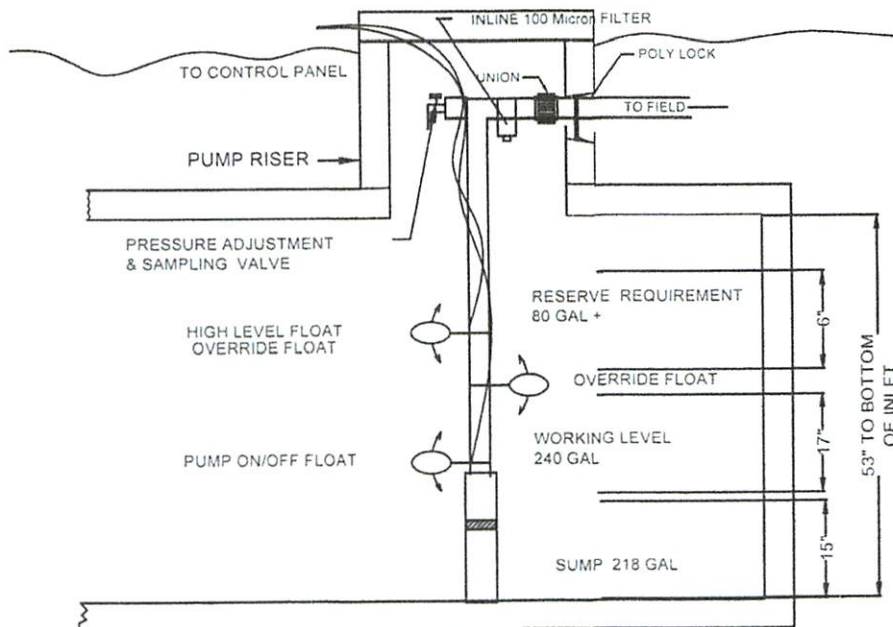 INLINE 100 Micron FILTER
TO CONTROL PANEL
UNION
POLY LOCK
TO FIELD
PUMP RISER
PRESSURE ADJUSTMENT
& SAMPLING VALVE
RESERVE REQUIREMENT
80 GAL +
6"
HIGH LEVEL FLOAT
OVERRIDE FLOAT
OVERRIDE FLOAT
53" TO BOTTOM
OF INLET
WORKING LEVEL
240 GAL
17"
PUMP ON/OFF FLOAT
15"
SUMP 218 GAL